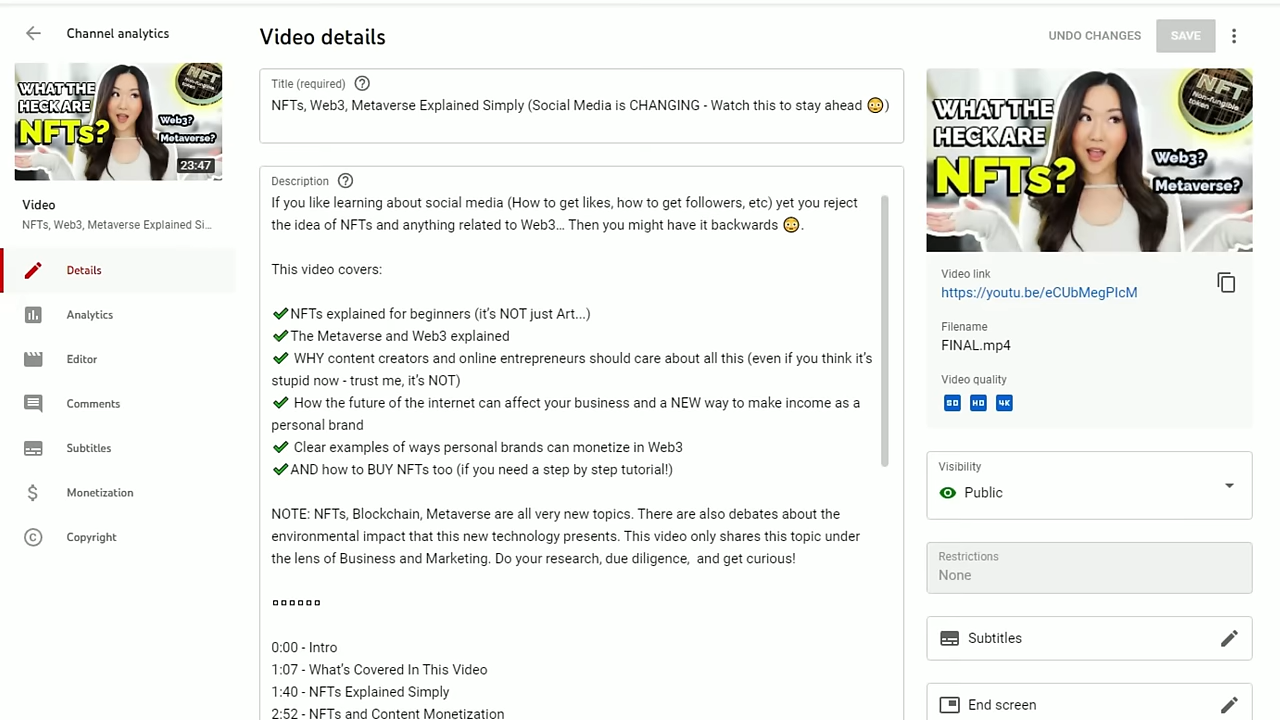 Channel analytics
WHAT THE
HECK ARE
NFTs?
NFT
Non-fungible
token
Web3?
Metaverse?
23:47
Video
NFTs, Web3, Metaverse Explained Si...
Details
Analytics
Editor
Comments
Subtitles
Monetization
Copyright
Video details
UNDO CHANGES
SAVE
Title (required)
NFTs, Web3, Metaverse Explained Simply (Social Media is CHANGING - Watch this to stay ahead 😳)
Description
If you like learning about social media (How to get likes, how to get followers, etc) yet you reject
the idea of NFTs and anything related to Web3... Then you might have it backwards 😳.
This video covers:
✔NFTs explained for beginners (it's NOT just Art...)
✔The Metaverse and Web3 explained
✔ WHY content creators and online entrepreneurs should care about all this (even if you think it's
stupid now - trust me, it's NOT)
✔ How the future of the internet can affect your business and a NEW way to make income as a
personal brand
✔ Clear examples of ways personal brands can monetize in Web3
✔AND how to BUY NFTs too (if you need a step by step tutorial!)
NOTE: NFTs, Blockchain, Metaverse are all very new topics. There are also debates about the
environmental impact that this new technology presents. This video only shares this topic under
the lens of Business and Marketing. Do your research, due diligence, and get curious!
▫▫▫▫▫▫
0:00 - Intro
1:07 - What's Covered In This Video
1:40 - NFTs Explained Simply
2:52 - NFTs and Content Monetization
WHAT THE
HECK ARE
NFTs?
NFT
Non-fungible
token
Web3?
Metaverse?
Video link
https://youtu.be/eCUbMegPIcM
Filename
FINAL.mp4
Video quality
SD HD 4K
Visibility
Public
Restrictions
None
Subtitles
End screen